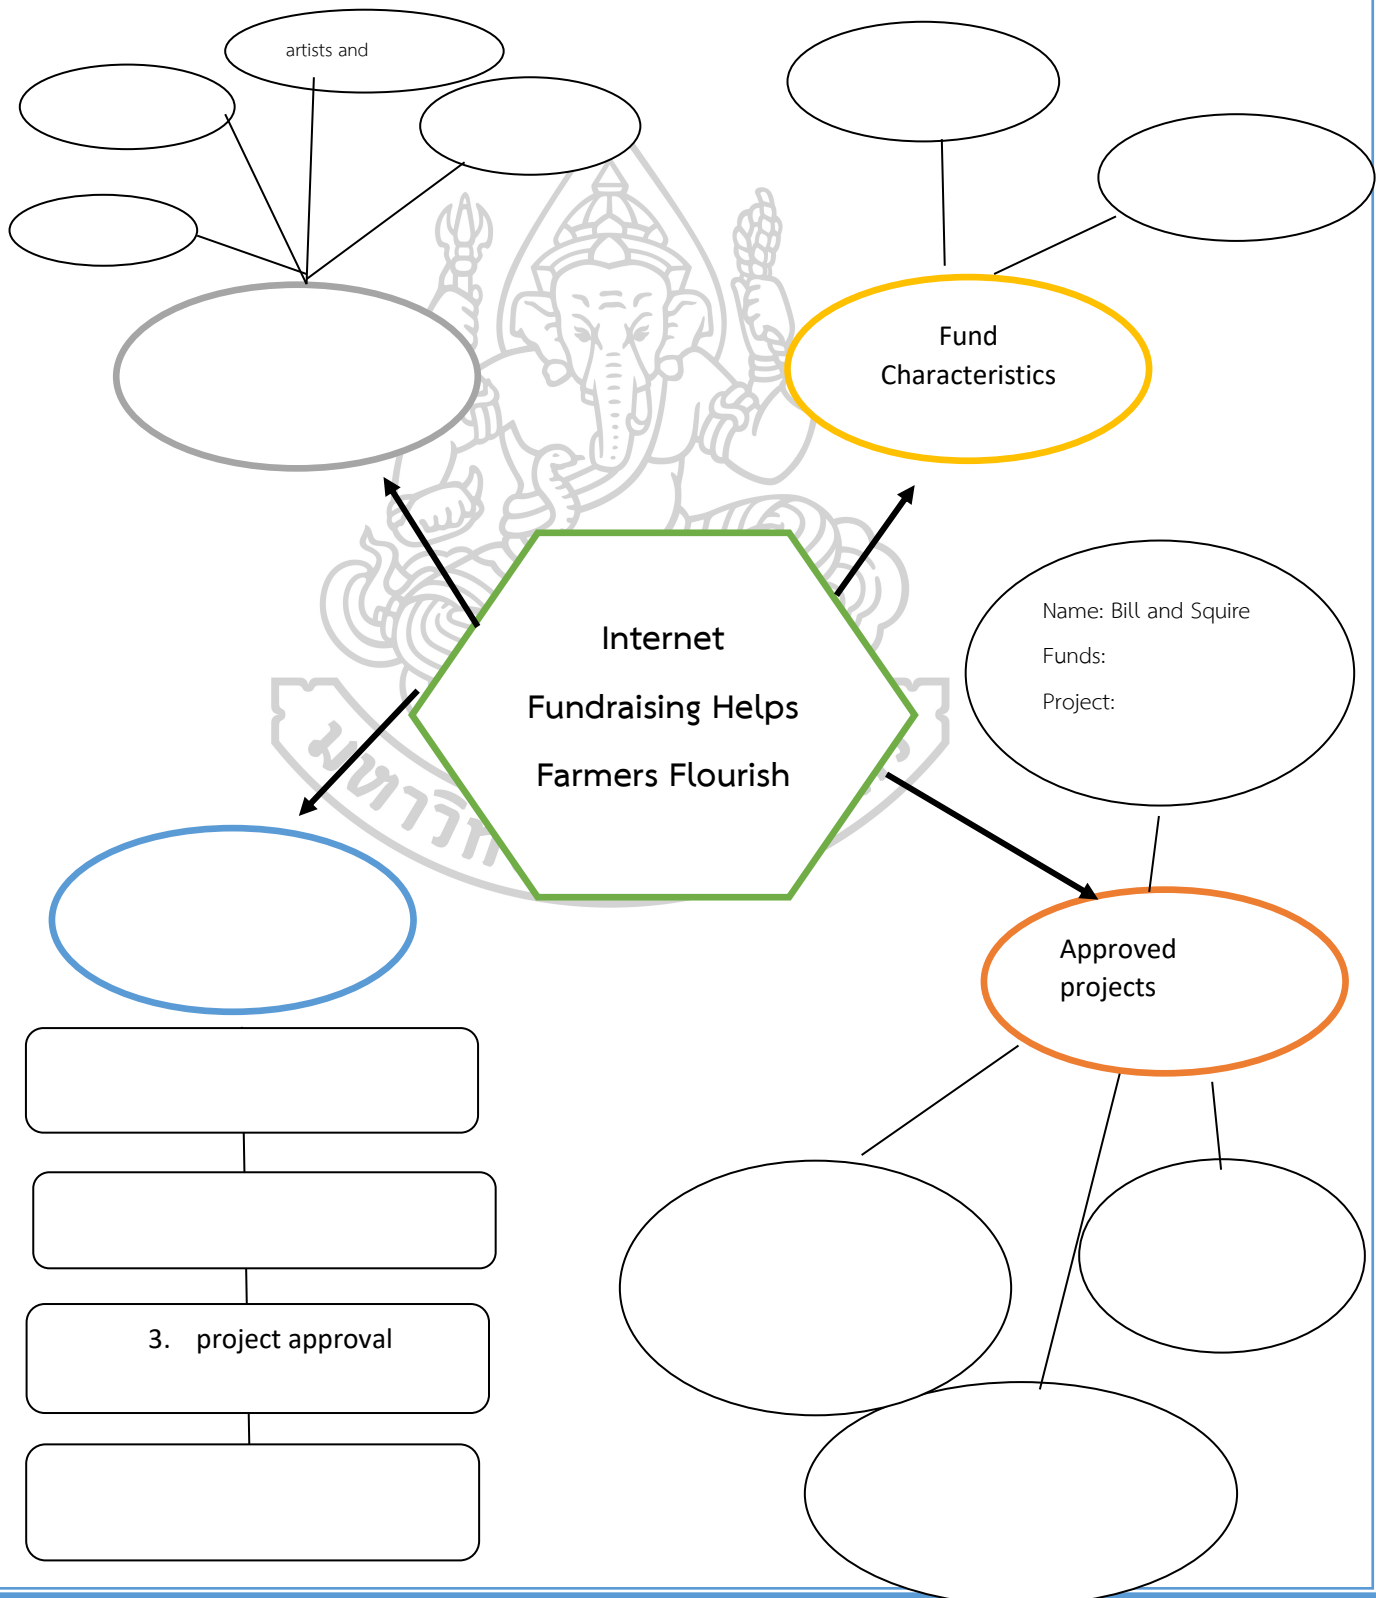 artists and
Fund
Characteristics
Internet
Fundraising Helps
Farmers Flourish
Name: Bill and Squire
Funds:
Project:
Approved
projects
3. project approval